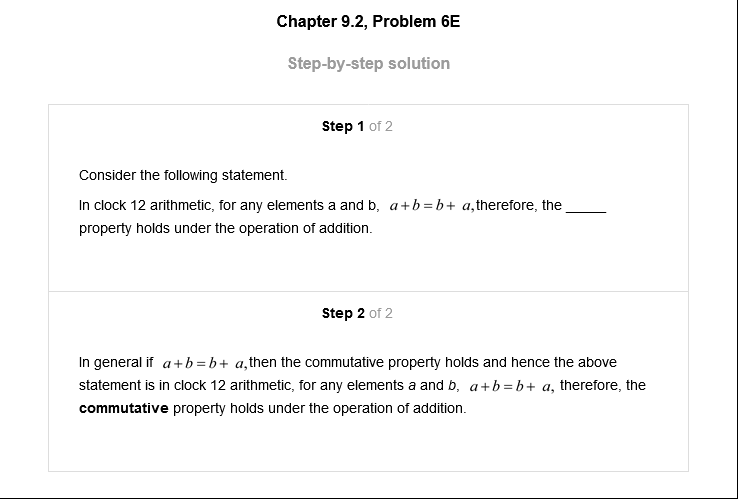 Chapter 9.2, Problem 6E
Step-by-step solution
Step 1 of 2
Consider the following statement.
In clock 12 arithmetic, for any elements a and b, a+b=b+ a, therefore, the _____
property holds under the operation of addition.
Step 2 of 2
In general if a+b=b+ a, then the commutative property holds and hence the above
statement is in clock 12 arithmetic, for any elements a and b, a+b=b+ a, therefore, the
commutative property holds under the operation of addition.